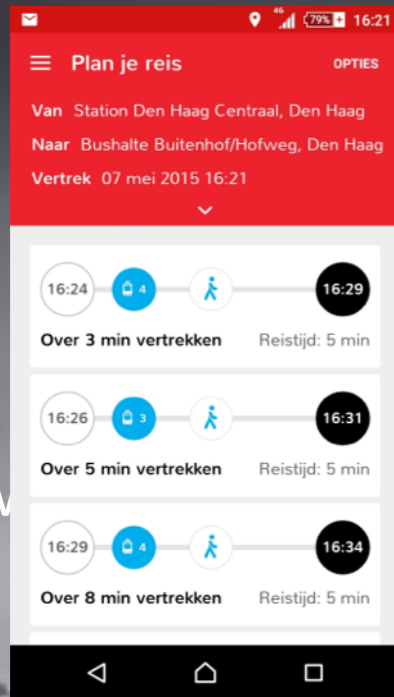 4G 79% 16:21
Plan je reis OPTIES
Van Station Den Haag Centraal, Den Haag
Naar Bushalte Buitenhof/Hofweg, Den Haag
Vertrek 07 mei 2015 16:21
16:24 4 16:29
Over 3 min vertrekken Reistijd: 5 min
16:26 3 16:31
Over 5 min vertrekken Reistijd: 5 min
16:29 4 16:34
Over 8 min vertrekken Reistijd: 5 min